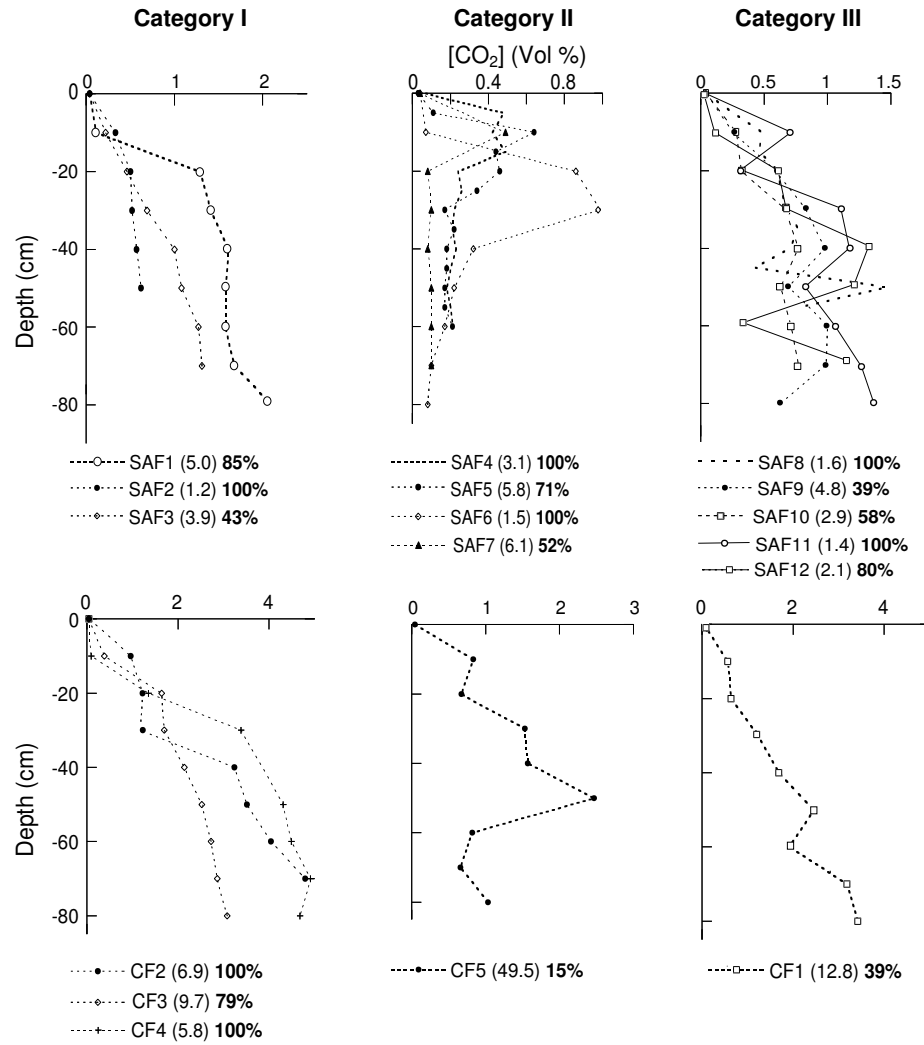 Category I
Category II
Category III
[CO2] (Vol %)
0 1 2
0 0.4 0.8
0 0.5 1 1.5
0
-20
-40
-60
-80
Depth (cm)
SAF1 (5.0) 85%
SAF2 (1.2) 100%
SAF3 (3.9) 43%
SAF4 (3.1) 100%
SAF5 (5.8) 71%
SAF6 (1.5) 100%
SAF7 (6.1) 52%
SAF8 (1.6) 100%
SAF9 (4.8) 39%
SAF10 (2.9) 58%
SAF11 (1.4) 100%
SAF12 (2.1) 80%
0 2 4
0 1 2 3
0 2 4
0
-20
-40
-60
-80
Depth (cm)
CF2 (6.9) 100%
CF3 (9.7) 79%
CF4 (5.8) 100%
CF5 (49.5) 15%
CF1 (12.8) 39%